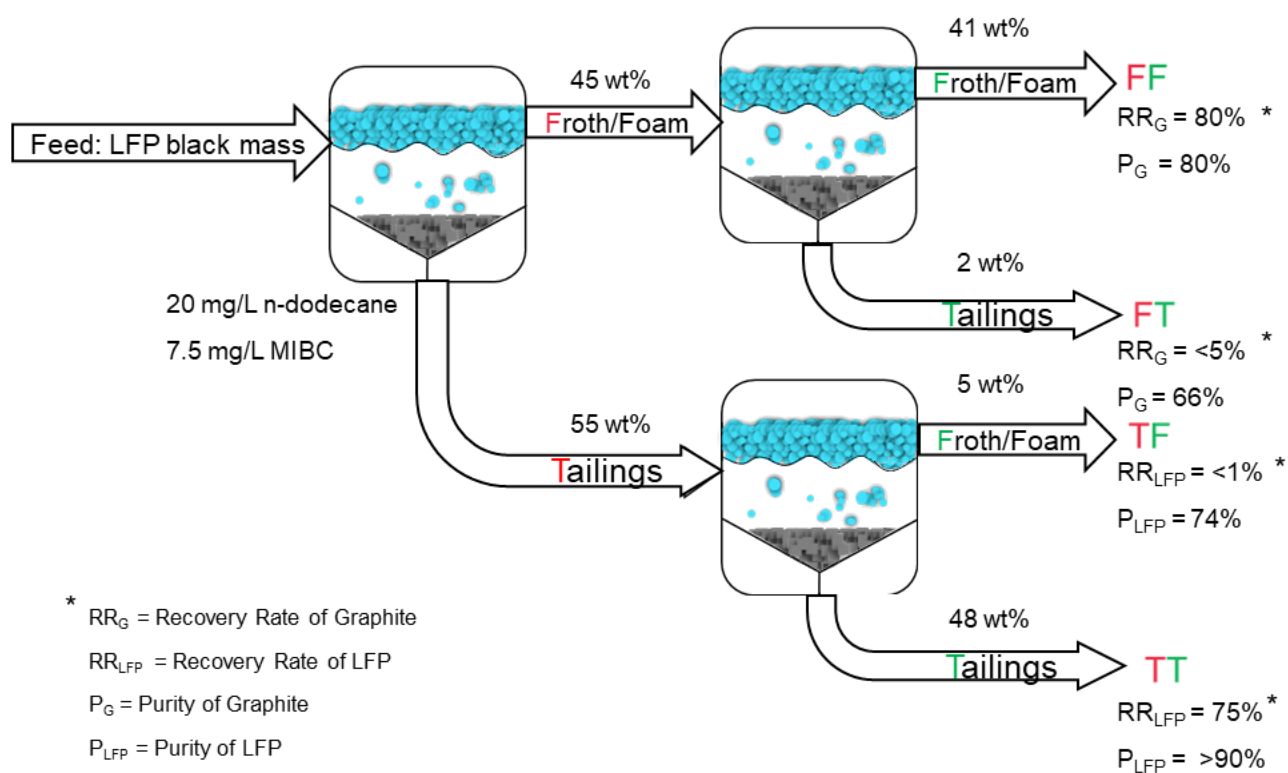 Feed: LFP black mass
45 wt%
Froth/Foam
41 wt%
Froth/Foam
FF
RRG = 80% *
PG = 80%
2 wt%
Tailings
FT
RRG = <5% *
PG = 66%
20 mg/L n-dodecane
7.5 mg/L MIBC
55 wt%
Tailings
5 wt%
Froth/Foam
TF
RRLFP = <1% *
PLFP = 74%
48 wt%
Tailings
TT
RRLFP = 75% *
PLFP = >90%
* RRG = Recovery Rate of Graphite
RRLFP = Recovery Rate of LFP
PG = Purity of Graphite
PLFP = Purity of LFP